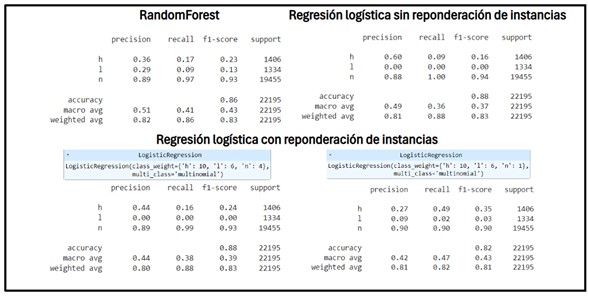 RandomForest
precision recall f1-score support
h 0.36 0.17 0.23 1406
l 0.29 0.09 0.13 1334
n 0.89 0.97 0.93 19455
accuracy 0.86 22195
macro avg 0.51 0.41 0.43 22195
weighted avg 0.82 0.86 0.83 22195
Regresión logística sin reponderación de instancias
precision recall f1-score support
h 0.60 0.09 0.16 1406
l 0.00 0.00 0.00 1334
n 0.88 1.00 0.94 19455
accuracy 0.88 22195
macro avg 0.49 0.36 0.37 22195
weighted avg 0.81 0.88 0.83 22195
Regresión logística con reponderación de instancias
LogisticRegression
LogisticRegression(class_weight={'h': 10, 'l': 6, 'n': 4},
multi_class='multinomial')
precision recall f1-score support
h 0.44 0.16 0.24 1406
l 0.00 0.00 0.00 1334
n 0.89 0.99 0.93 19455
accuracy 0.88 22195
macro avg 0.44 0.38 0.39 22195
weighted avg 0.80 0.88 0.83 22195
LogisticRegression
LogisticRegression(class_weight={'h': 10, 'l': 6, 'n': 1},
multi_class='multinomial')
precision recall f1-score support
h 0.27 0.49 0.35 1406
l 0.09 0.02 0.03 1334
n 0.90 0.90 0.90 19455
accuracy 0.82 22195
macro avg 0.42 0.47 0.43 22195
weighted avg 0.81 0.82 0.81 22195